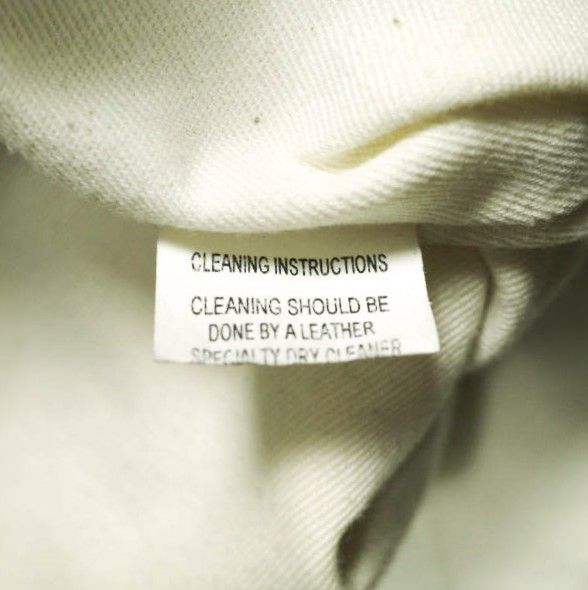 CLEANING INSTRUCTIONS
CLEANING SHOULD BE
DONE BY A LEATHER
SPECIALTY DRY CLEANER